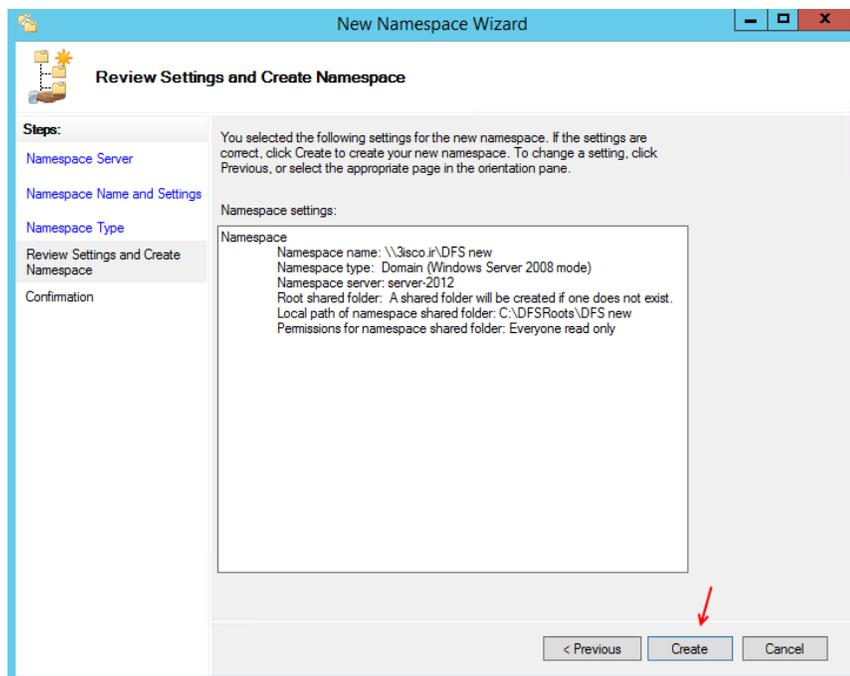 New Namespace Wizard
Review Settings and Create Namespace
Steps:
Namespace Server
Namespace Name and Settings
Namespace Type
Review Settings and Create
Namespace
Confirmation
You selected the following settings for the new namespace. If the settings are
correct, click Create to create your new namespace. To change a setting, click
Previous, or select the appropriate page in the orientation pane.
Namespace settings:
Namespace
Namespace name: \\3isco.ir\DFS new
Namespace type: Domain (Windows Server 2008 mode)
Namespace server: server-2012
Root shared folder: A shared folder will be created if one does not exist.
Local path of namespace shared folder: C:\DFSRoots\DFS new
Permissions for namespace shared folder: Everyone read only
< Previous
Create
Cancel